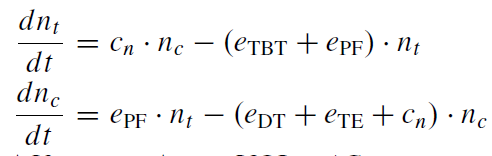 dn_t/dt = c_n · n_c − (e_TBT + e_PF) · n_t
dn_c/dt = e_PF · n_t − (e_DT + e_TE + c_n) · n_c